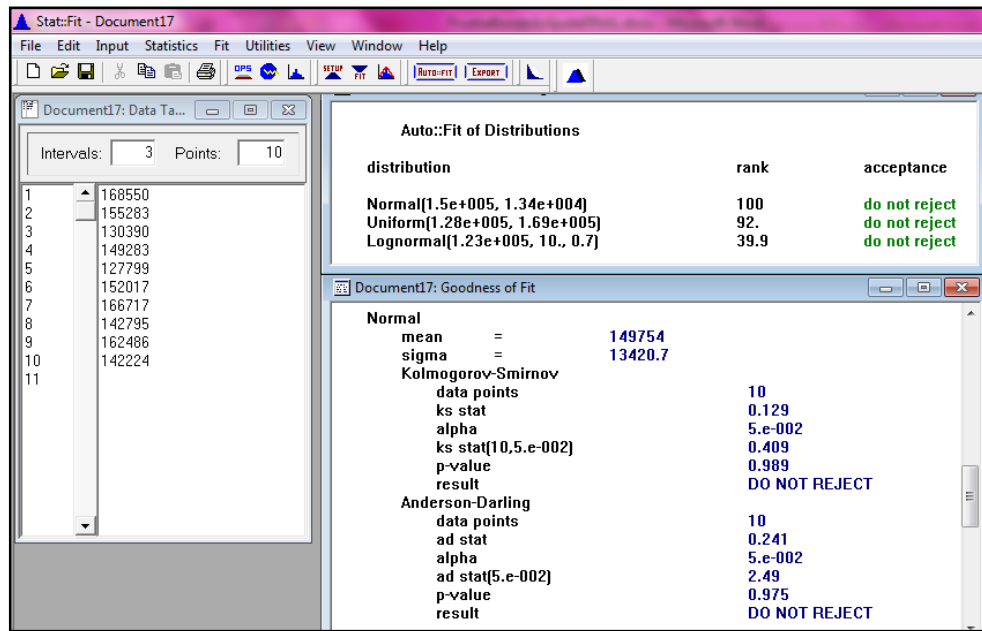 Stat::Fit - Document17
File Edit Input Statistics Fit Utilities View Window Help
OPS SETUP FIT AUTO::FIT EXPORT
Document17: Data Ta...
Intervals: 3 Points: 10
1 168550
2 155283
3 130390
4 149283
5 127799
6 152017
7 166717
8 142795
9 162486
10 142224
11
Auto::Fit of Distributions
distribution rank acceptance
Normal(1.5e+005, 1.34e+004) 100 do not reject
Uniform(1.28e+005, 1.69e+005) 92. do not reject
Lognormal(1.23e+005, 10., 0.7) 39.9 do not reject
Document17: Goodness of Fit
Normal
mean = 149754
sigma = 13420.7
Kolmogorov-Smirnov
data points 10
ks stat 0.129
alpha 5.e-002
ks stat(10,5.e-002) 0.409
p-value 0.989
result DO NOT REJECT
Anderson-Darling
data points 10
ad stat 0.241
alpha 5.e-002
ad stat(5.e-002) 2.49
p-value 0.975
result DO NOT REJECT